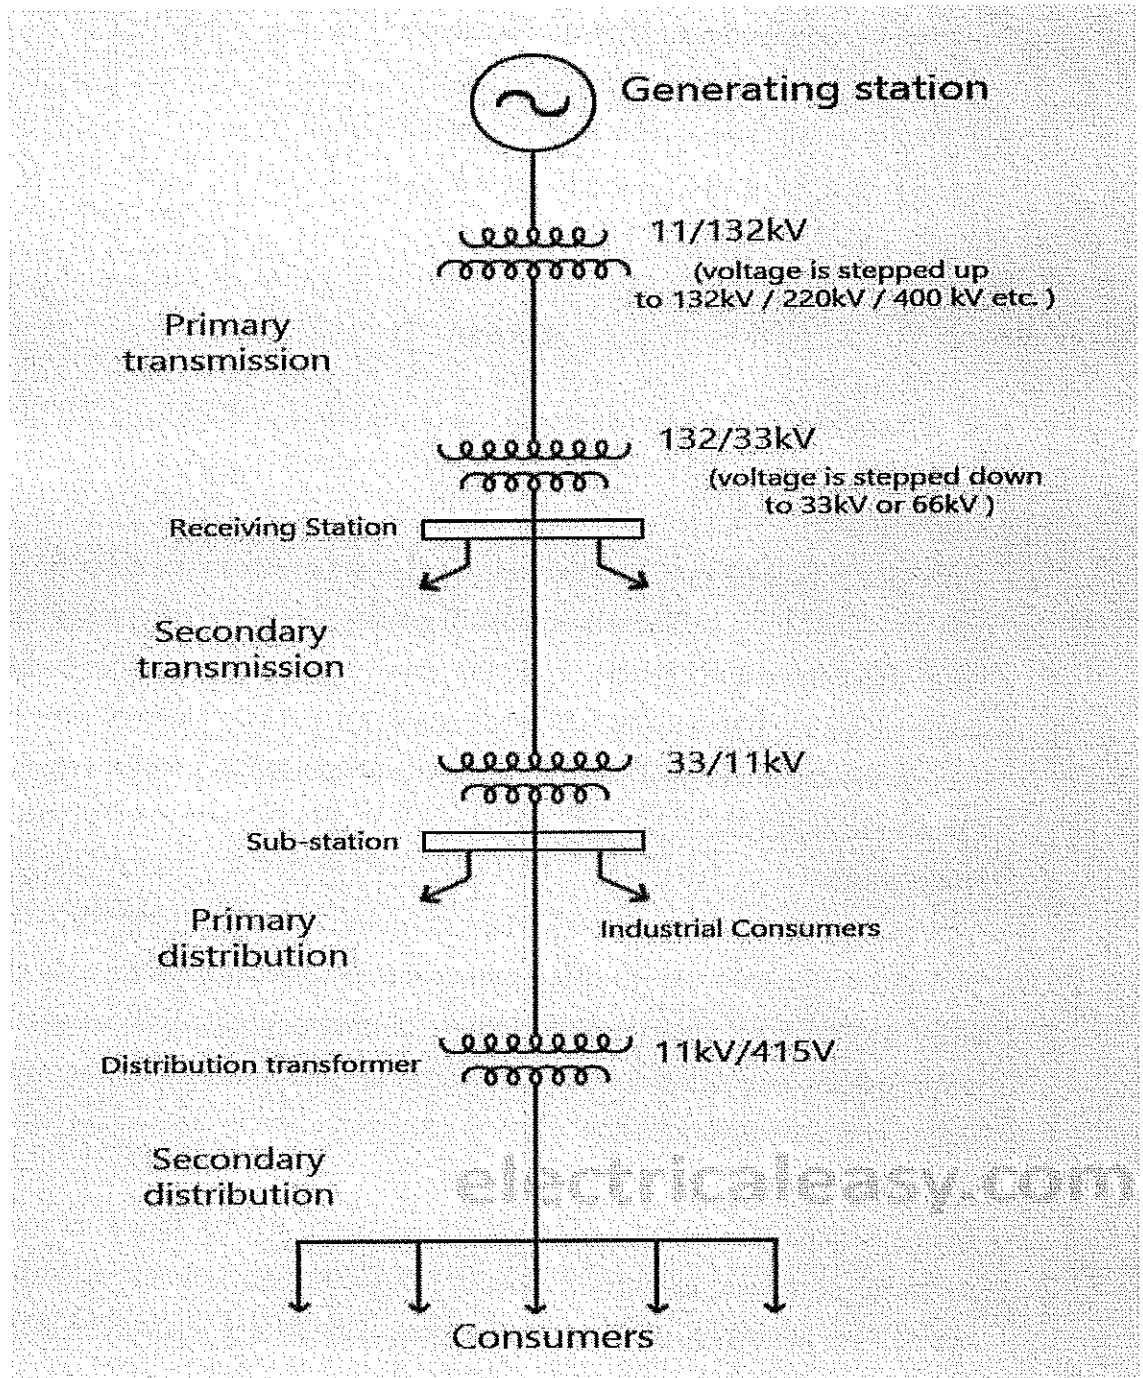 Generating station
11/132kV
(voltage is stepped up
to 132kV / 220kV / 400 kV etc. )
Primary
transmission
132/33kV
(voltage is stepped down
to 33kV or 66kV )
Receiving Station
Secondary
transmission
33/11kV
Sub-station
Primary
distribution
Industrial Consumers
Distribution transformer
11kV/415V
Secondary
distribution
electricaleasy.com
Consumers